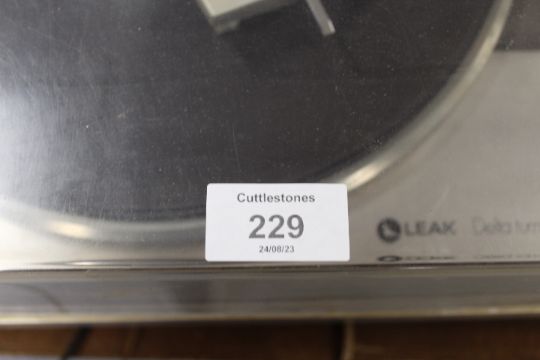 Cuttlestones
229
24/08/23
LEAK Delta